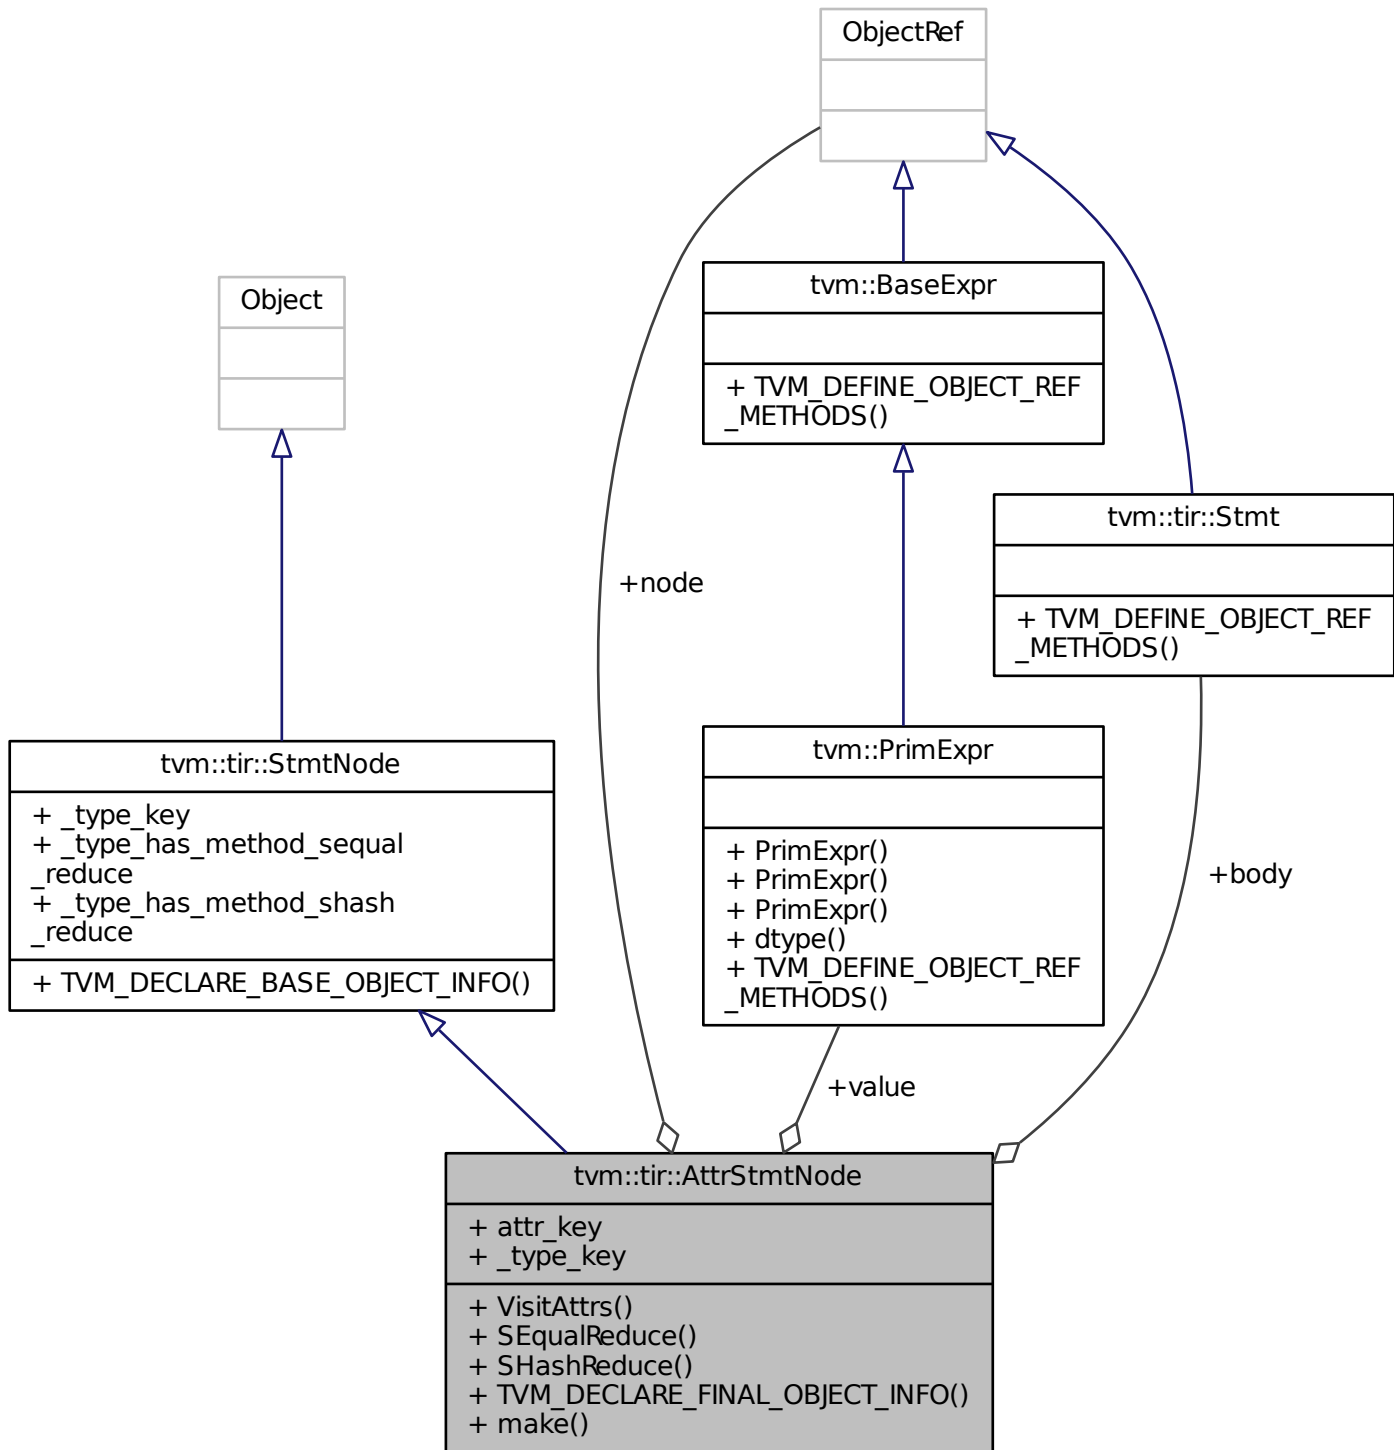 ObjectRef
Object
tvm::BaseExpr
+ TVM_DEFINE_OBJECT_REF
_METHODS()
tvm::tir::Stmt
+ TVM_DEFINE_OBJECT_REF
_METHODS()
+node
tvm::tir::StmtNode
+ _type_key
+ _type_has_method_sequal
_reduce
+ _type_has_method_shash
_reduce
+ TVM_DECLARE_BASE_OBJECT_INFO()
tvm::PrimExpr
+ PrimExpr()
+ PrimExpr()
+ PrimExpr()
+ dtype()
+ TVM_DEFINE_OBJECT_REF
_METHODS()
+body
+value
tvm::tir::AttrStmtNode
+ attr_key
+ _type_key
+ VisitAttrs()
+ SEqualReduce()
+ SHashReduce()
+ TVM_DECLARE_FINAL_OBJECT_INFO()
+ make()